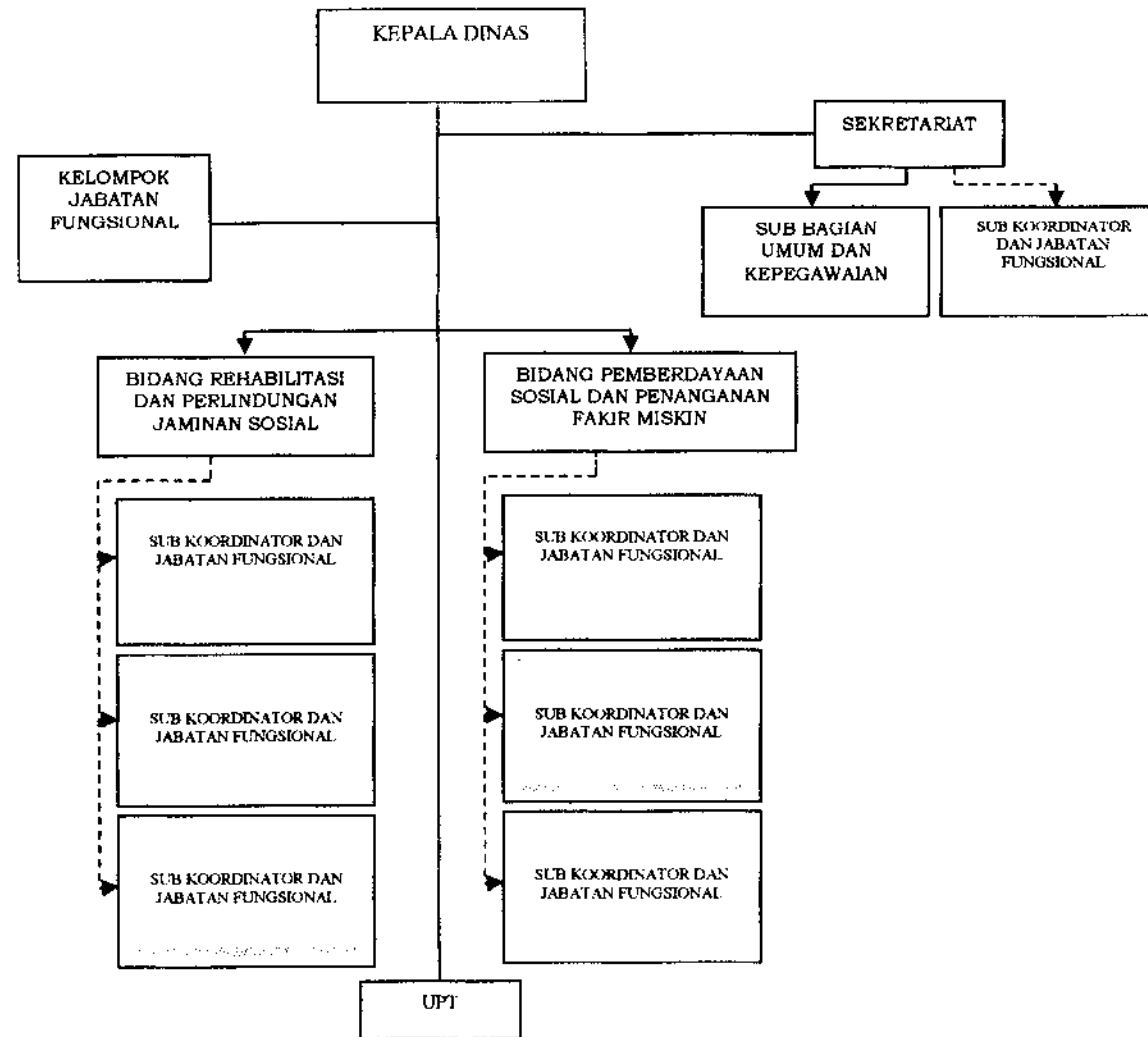 KEPALA DINAS
SEKRETARIAT
KELOMPOK
JABATAN
FUNGSIONAL
SUB BAGIAN
UMUM DAN
KEPEGAWAIAN
SUB KOORDINATOR
DAN JABATAN
FUNGSIONAL
BIDANG REHABILITASI
DAN PERLINDUNGAN
JAMINAN SOSIAL
BIDANG PEMBERDAYAAN
SOSIAL DAN PENANGANAN
FAKIR MISKIN
SUB KOORDINATOR DAN
JABATAN FUNGSIONAL
SUB KOORDINATOR DAN
JABATAN FUNGSIONAL
SUB KOORDINATOR DAN
JABATAN FUNGSIONAL
SUB KOORDINATOR DAN
JABATAN FUNGSIONAL
SUB KOORDINATOR DAN
JABATAN FUNGSIONAL
SUB KOORDINATOR DAN
JABATAN FUNGSIONAL
UPT